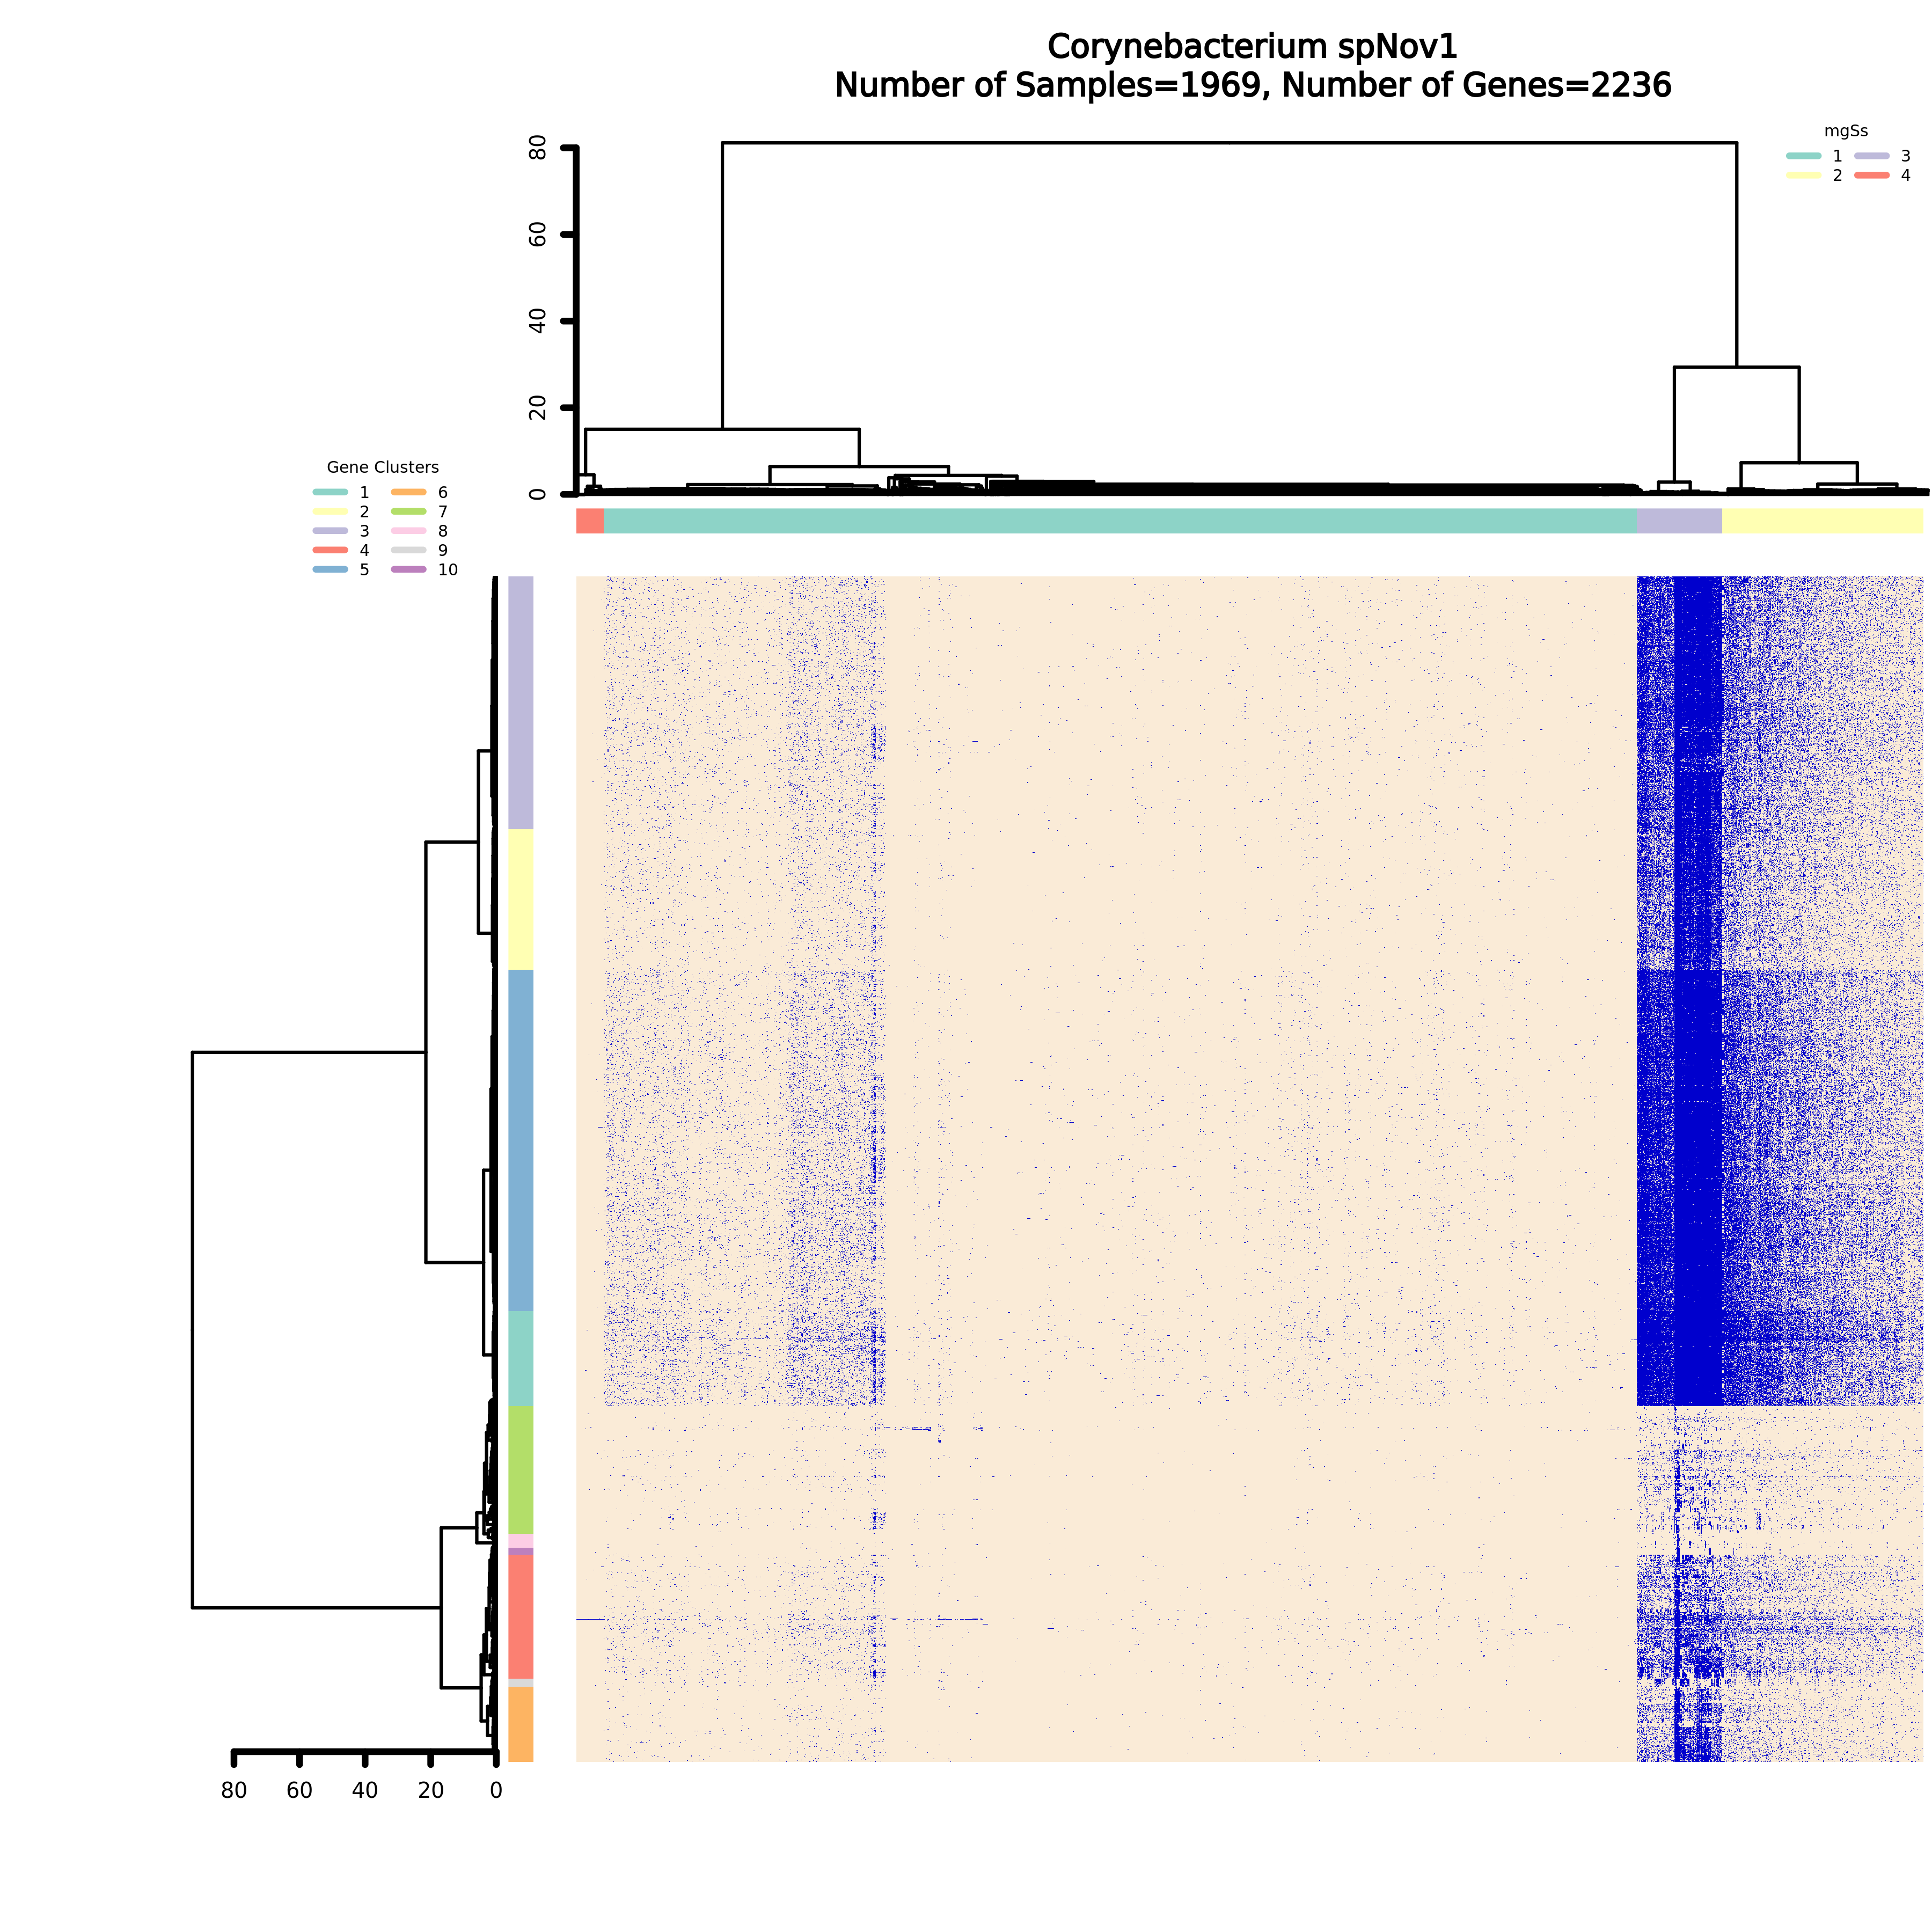 Corynebacterium spNov1
Number of Samples=1969, Number of Genes=2236
mgSs
1 3
2 4
80
60
40
20
0
Gene Clusters
1 6
2 7
3 8
4 9
5 10
80 60 40 20 0